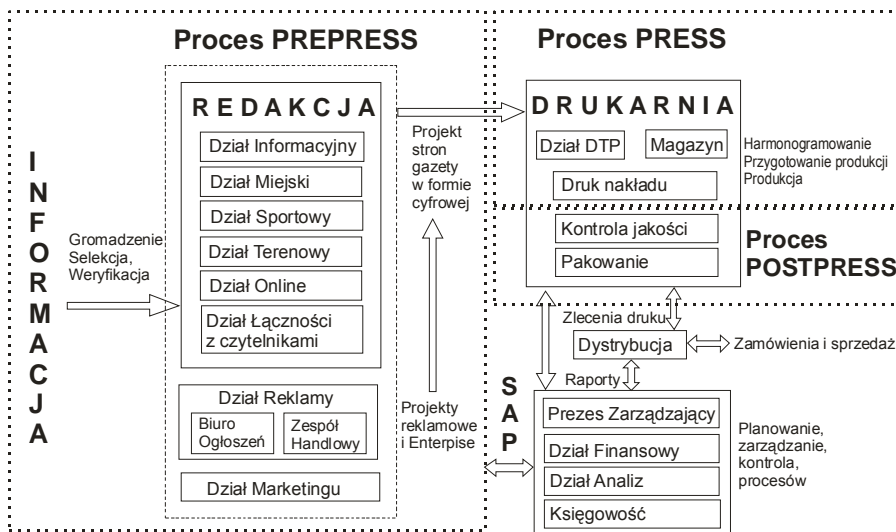 Proces PREPRESS
INFORMACJA
Gromadzenie
Selekcja,
Weryfikacja
REDAKCJA
Dział Informacyjny
Dział Miejski
Dział Sportowy
Dział Terenowy
Dział Online
Dział Łączności
z czytelnikami
Dział Reklamy
Biuro
Ogłoszeń
Zespół
Handlowy
Dział Marketingu
Projekt
stron
gazety
w formie
cyfrowej
Projekty
reklamowe
i Enterpise
Proces PRESS
DRUKARNIA
Dział DTP
Magazyn
Druk nakładu
Harmonogramowanie
Przygotowanie produkcji
Produkcja
Kontrola jakości
Pakowanie
Proces
POSTPRESS
Zlecenia druku
Dystrybucja
Zamówienia i sprzedaż
Raporty
SAP
Prezes Zarządzający
Dział Finansowy
Dział Analiz
Księgowość
Planowanie,
zarządzanie,
kontrola,
procesów